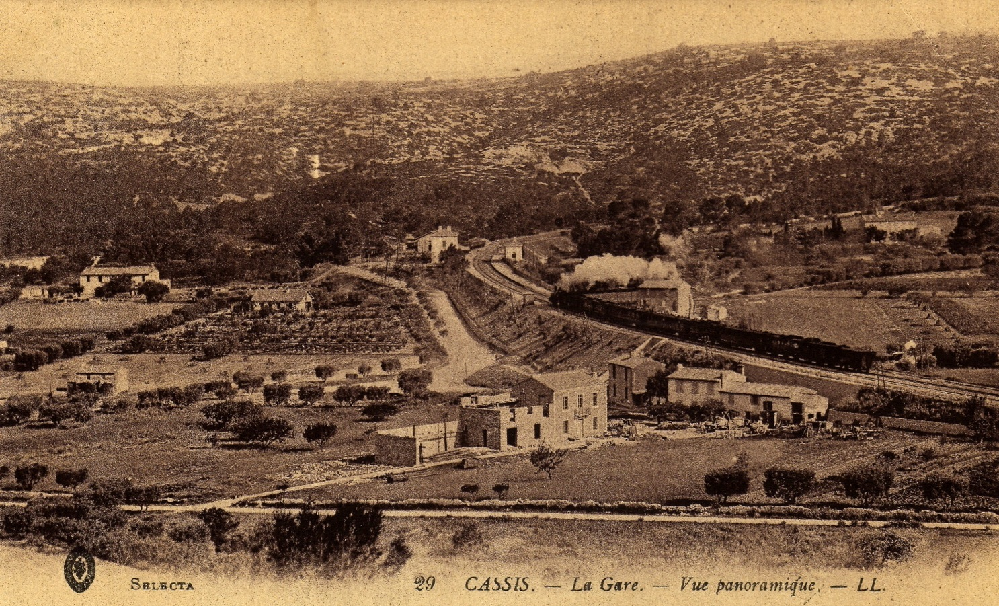 SELECTA 29 CASSIS. — La Gare. — Vue panoramique. — LL.